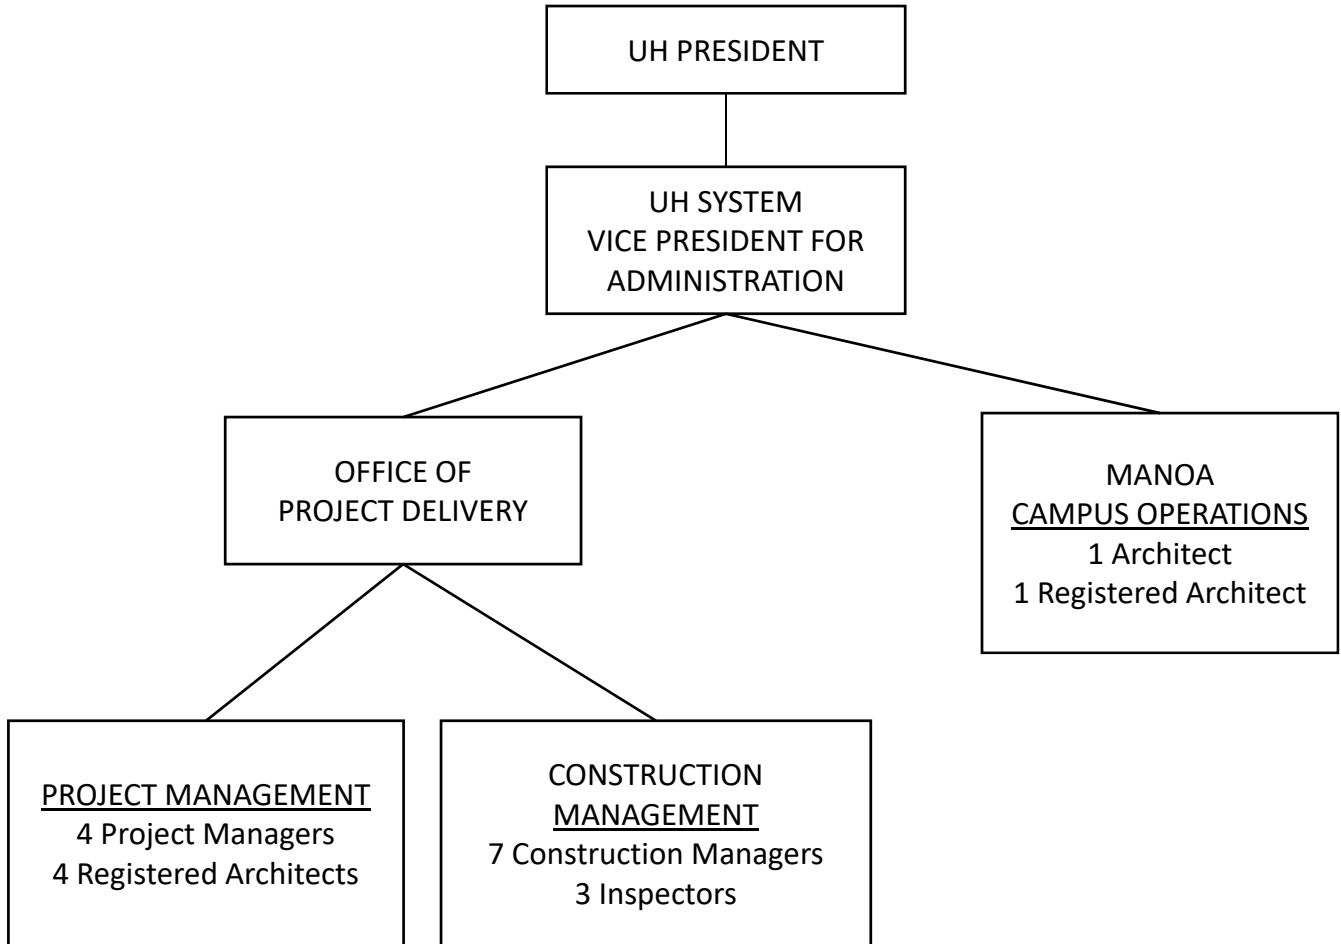 UH PRESIDENT
UH SYSTEM
VICE PRESIDENT FOR
ADMINISTRATION
OFFICE OF
PROJECT DELIVERY
MANOA
CAMPUS OPERATIONS
1 Architect
1 Registered Architect
PROJECT MANAGEMENT
4 Project Managers
4 Registered Architects
CONSTRUCTION
MANAGEMENT
7 Construction Managers
3 Inspectors